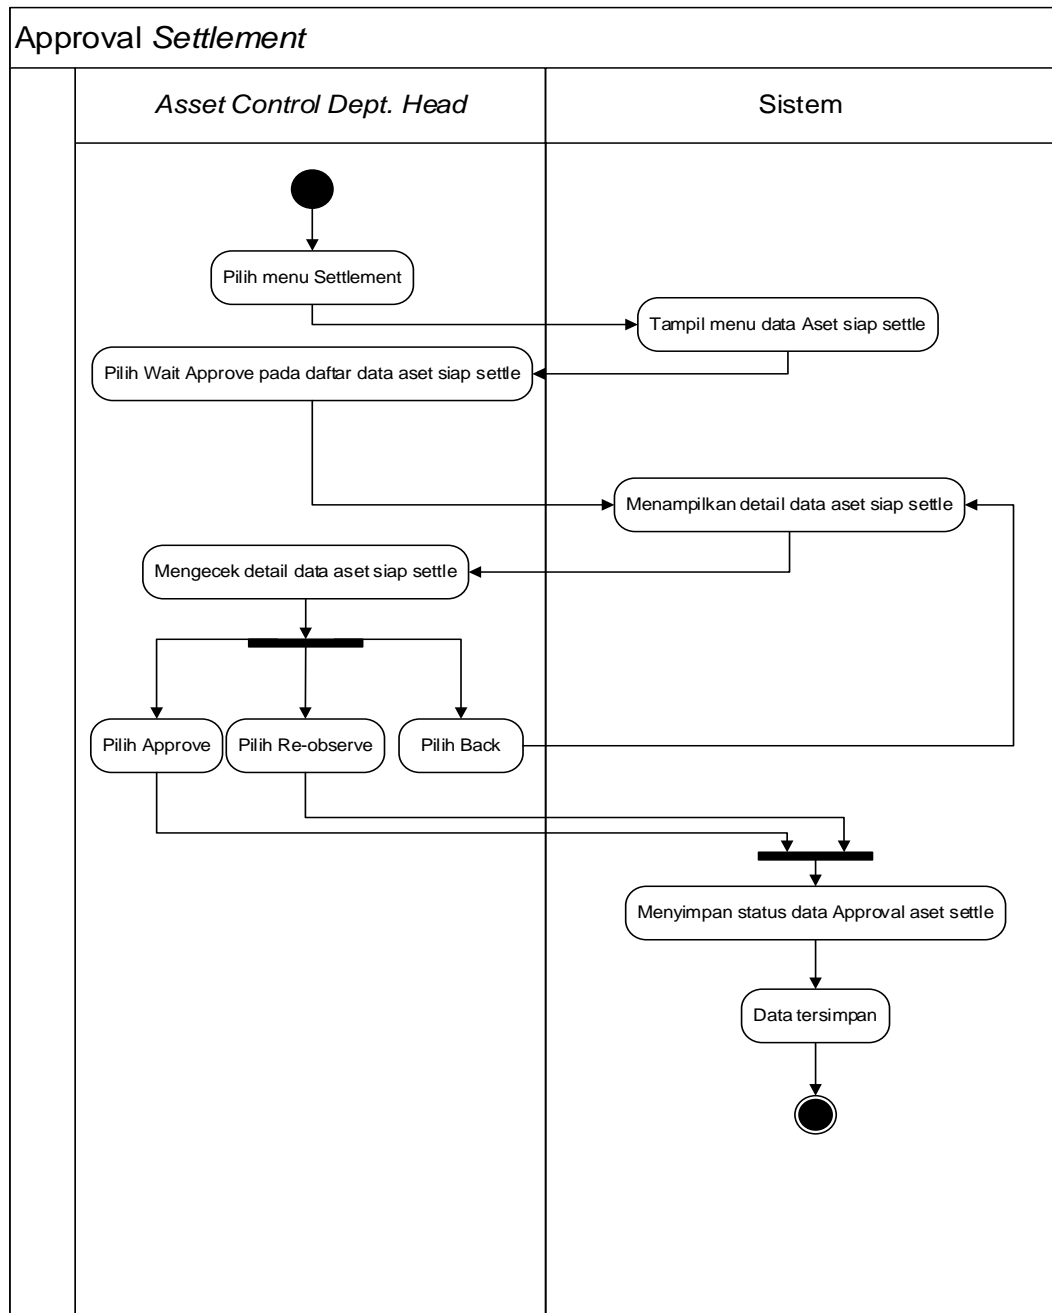 Approval Settlement
Asset Control Dept. Head
Sistem
Pilih menu Settlement
Tampil menu data Aset siap settle
Pilih Wait Approve pada daftar data aset siap settle
Menampilkan detail data aset siap settle
Mengecek detail data aset siap settle
Pilih Approve
Pilih Re-observe
Pilih Back
Menyimpan status data Approval aset settle
Data tersimpan